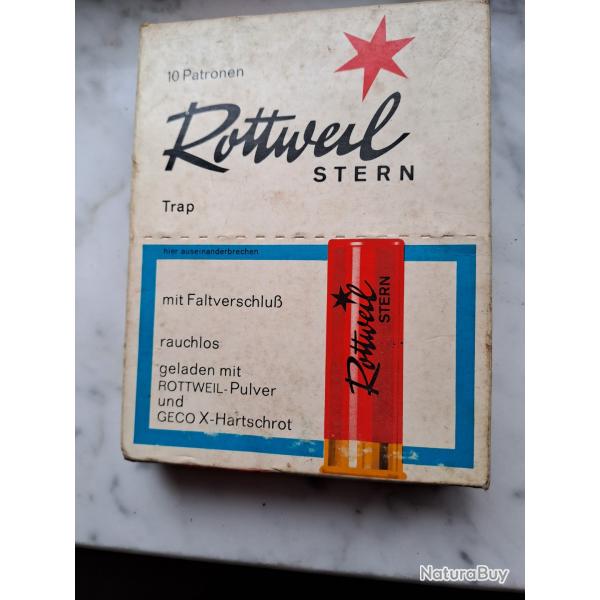 10 Patronen
Rottweil
STERN
Trap
hier auseinanderbrechen
mit Faltverschluß
rauchlos
geladen mit
ROTTWEIL-Pulver
und
GECO X-Hartschrot
Rottweil
STERN
NaturaBuy